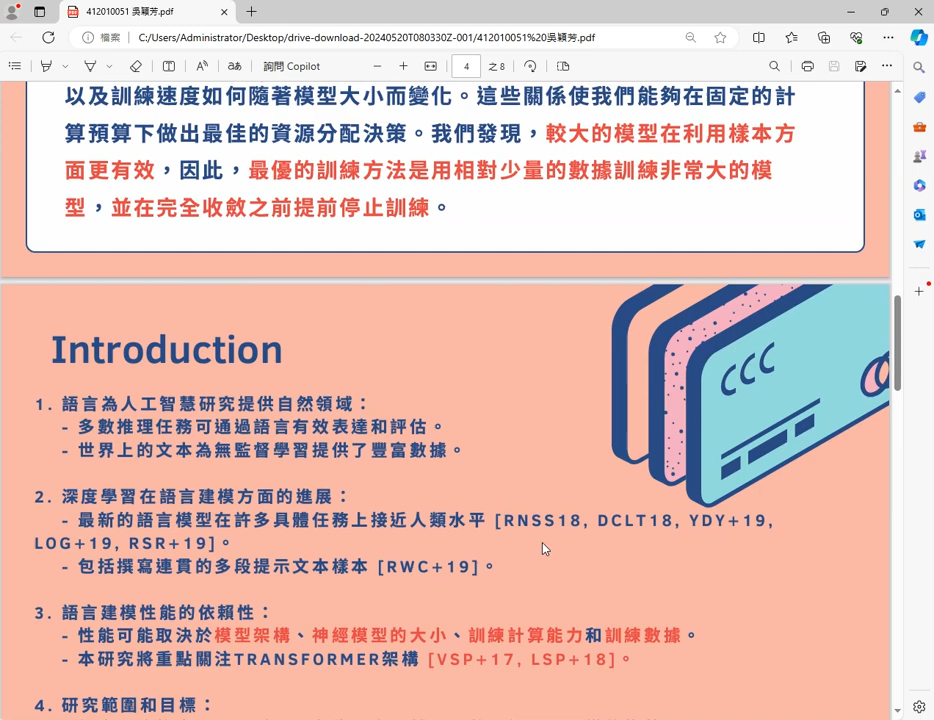 412010051 吳穎芳.pdf
檔案
C:/Users/Administrator/Desktop/drive-download-20240520T080330Z-001/412010051%20吳穎芳.pdf
詢問 Copilot
4
之 8
以及訓練速度如何隨著模型大小而變化。這些關係使我們能夠在固定的計
算預算下做出最佳的資源分配決策。我們發現，較大的模型在利用樣本方
面更有效，因此，最優的訓練方法是用相對少量的數據訓練非常大的模
型，並在完全收斂之前提前停止訓練。
Introduction
1. 語言為人工智慧研究提供自然領域：
- 多數推理任務可通過語言有效表達和評估。
- 世界上的文本為無監督學習提供了豐富數據。
2. 深度學習在語言建模方面的進展：
- 最新的語言模型在許多具體任務上接近人類水平 [RNSS18, DCLT18, YDY+19,
LOG+19, RSR+19]。
- 包括撰寫連貫的多段提示文本樣本 [RWC+19]。
3. 語言建模性能的依賴性：
- 性能可能取決於模型架構、神經模型的大小、訓練計算能力和訓練數據。
- 本研究將重點關注TRANSFORMER架構 [VSP+17, LSP+18]。
4. 研究範圍和目標：